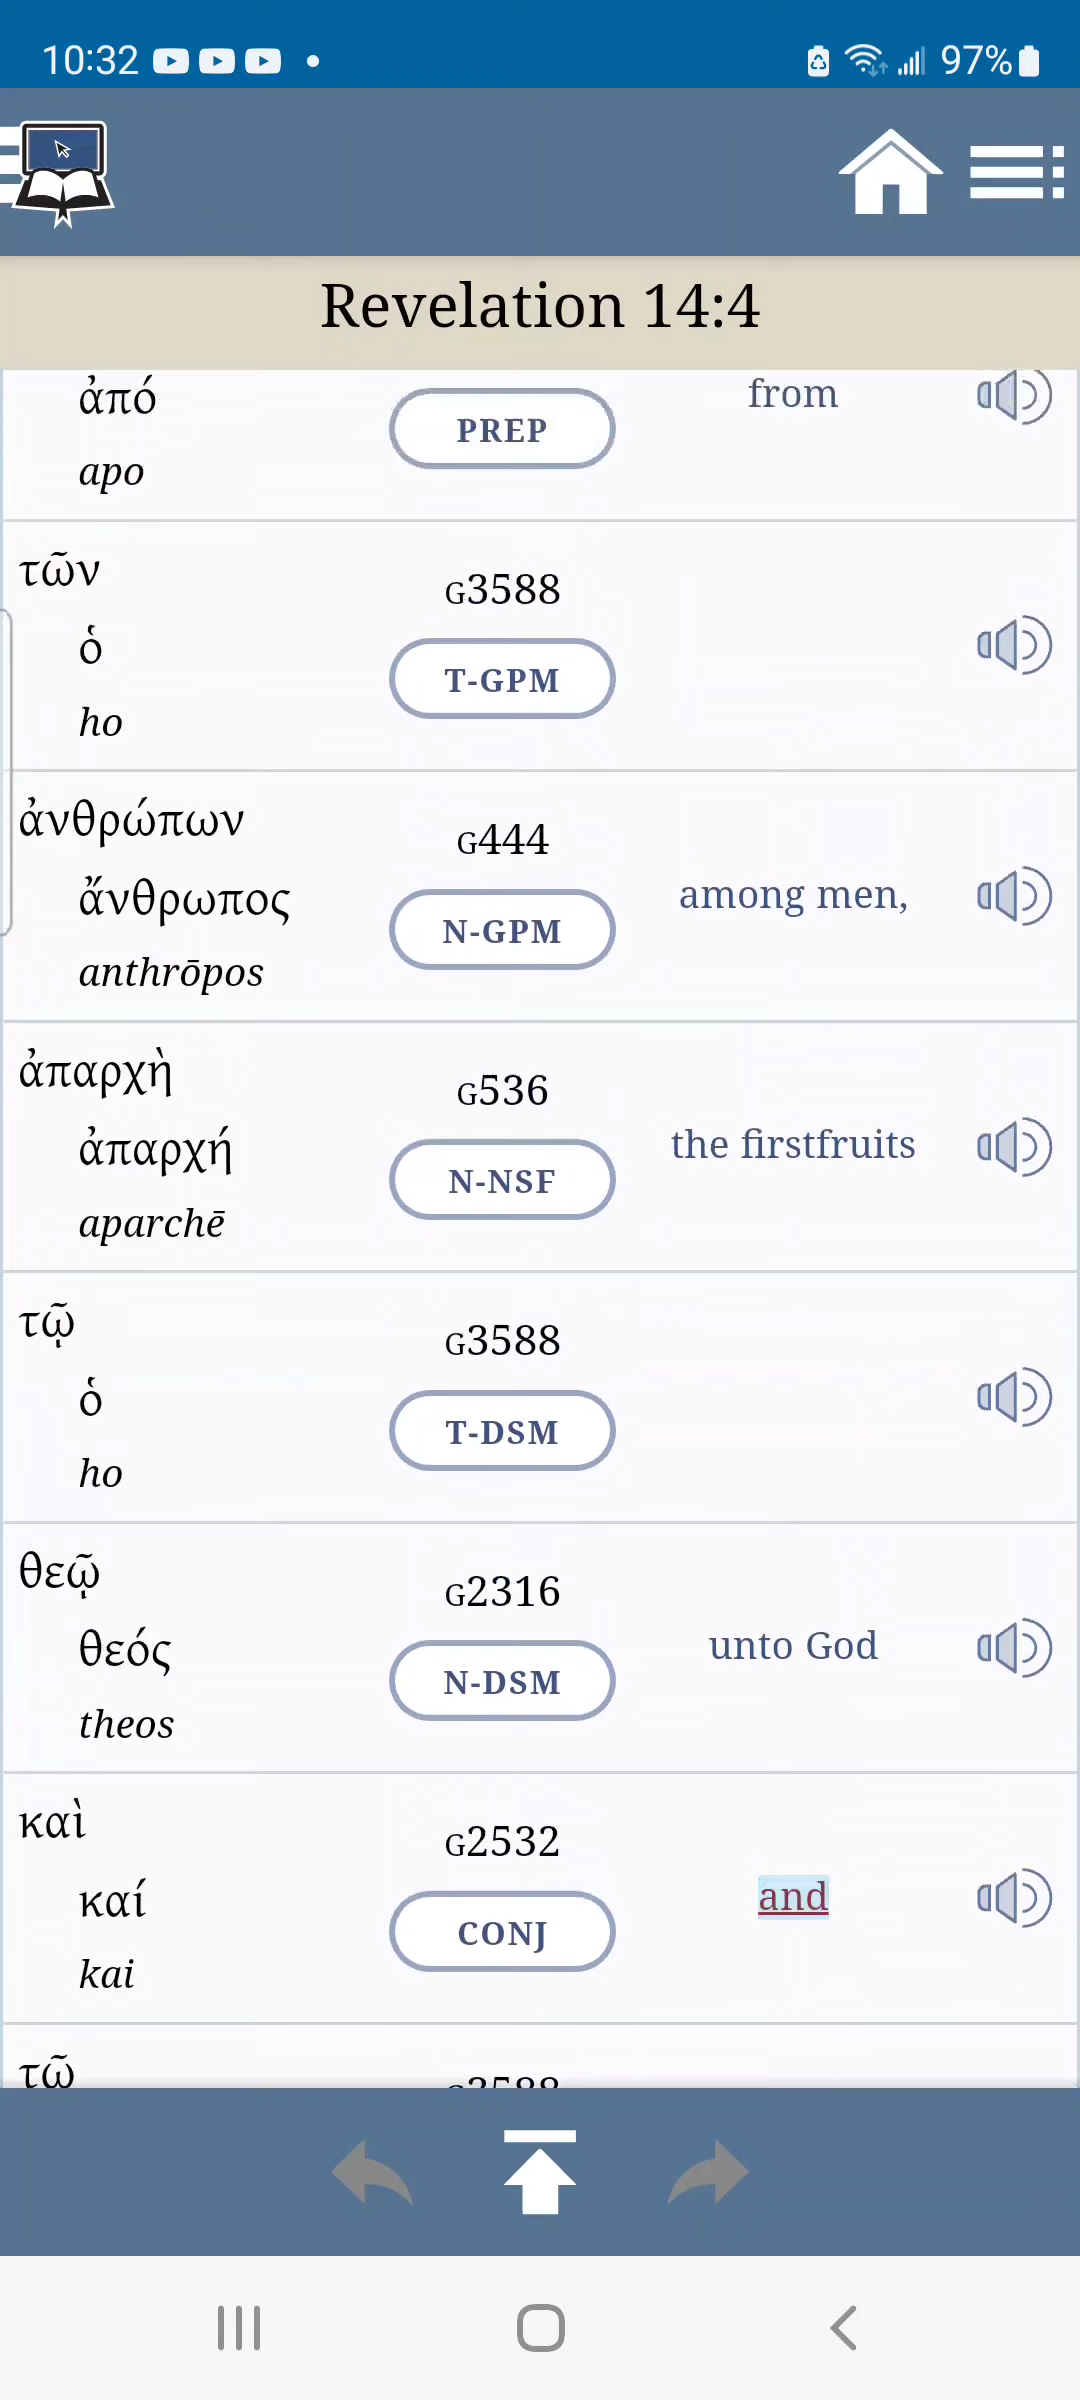 10:32
97%
Revelation 14:4
ἀπό
PREP
from
apo
τῶν
G3588
ὁ
T-GPM
ho
ἀνθρώπων
G444
ἄνθρωπος
N-GPM
among men,
anthrōpos
ἀπαρχὴ
G536
ἀπαρχή
N-NSF
the firstfruits
aparchē
τῷ
G3588
ὁ
T-DSM
ho
θεῷ
G2316
θεός
N-DSM
unto God
theos
καὶ
G2532
καί
CONJ
and
kai